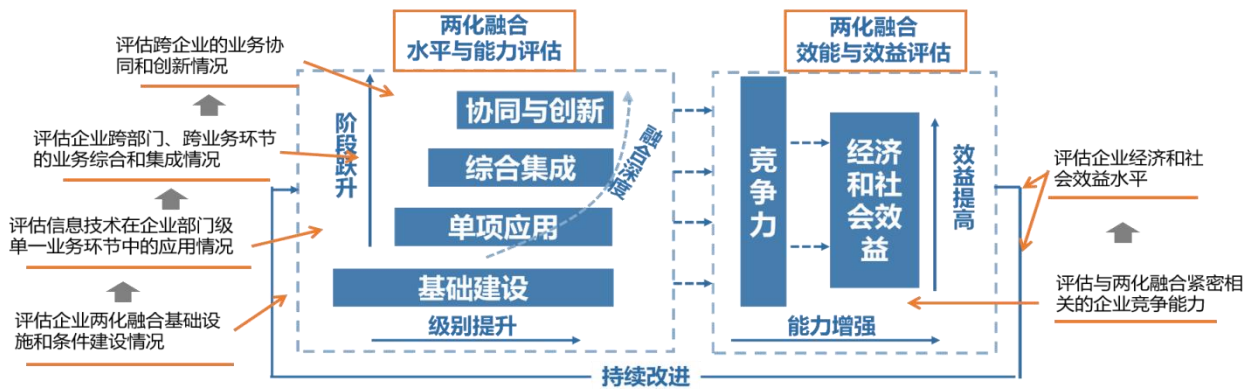 两化融合
水平与能力评估
两化融合
效能与效益评估
评估跨企业的业务协
同和创新情况
评估企业跨部门、跨业务环节
的业务综合和集成情况
评估信息技术在企业部门级
单一业务环节中的应用情况
评估企业两化融合基础设
施和条件建设情况
阶段跃升
协同与创新
综合集成
单项应用
基础建设
融合深度
级别提升
竞争力
经济
和社
会效
益
效益提高
能力增强
评估企业经济和社
会效益水平
评估与两化融合紧密相
关的企业竞争能力
持续改进